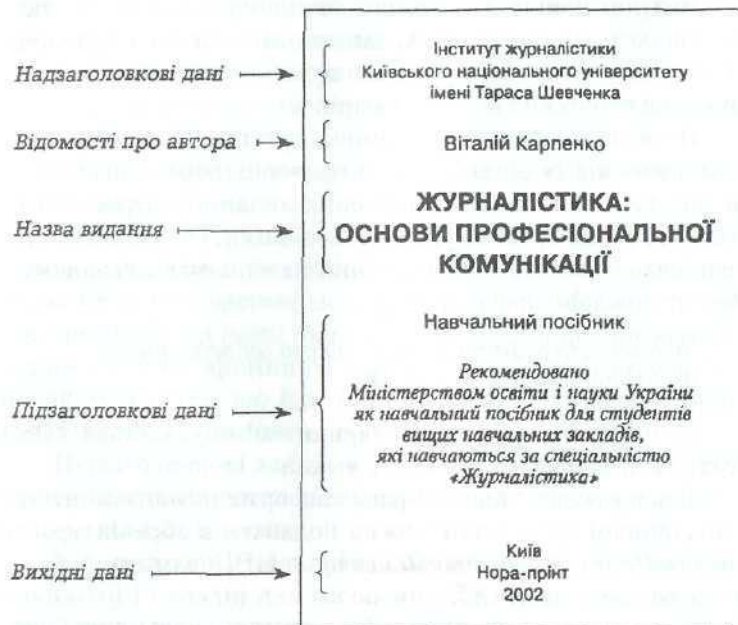 Надзаголовкові дані
Інститут журналістики
Київського національного університету
імені Тараса Шевченка
Відомості про автора
Віталій Карпенко
Назва видання
ЖУРНАЛІСТИКА:
ОСНОВИ ПРОФЕСІОНАЛЬНОЇ
КОМУНІКАЦІЇ
Підзаголовкові дані
Навчальний посібник
Рекомендовано
Міністерством освіти і науки України
як навчальний посібник для студентів
вищих навчальних закладів,
які навчаються за спеціальністю
«Журналістика»
Вихідні дані
Київ
Нора-прінт
2002